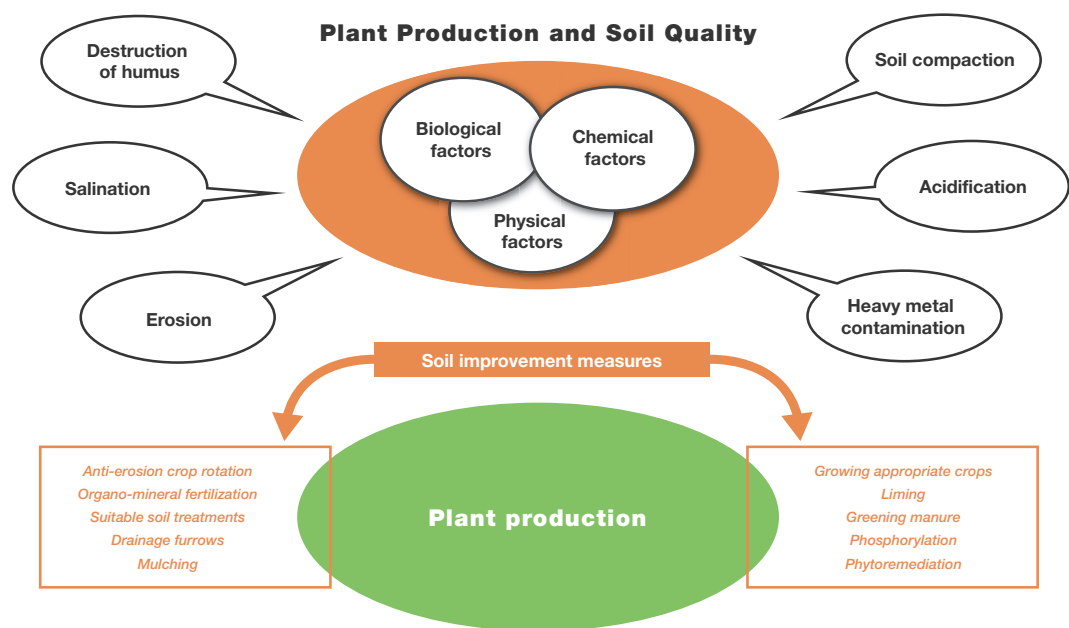 Plant Production and Soil Quality
Destruction
of humus
Soil compaction
Biological
factors
Chemical
factors
Salination
Acidification
Physical
factors
Erosion
Heavy metal
contamination
Soil improvement measures
Anti-erosion crop rotation
Organo-mineral fertilization
Suitable soil treatments
Drainage furrows
Mulching
Plant production
Growing appropriate crops
Liming
Greening manure
Phosphorylation
Phytoremediation